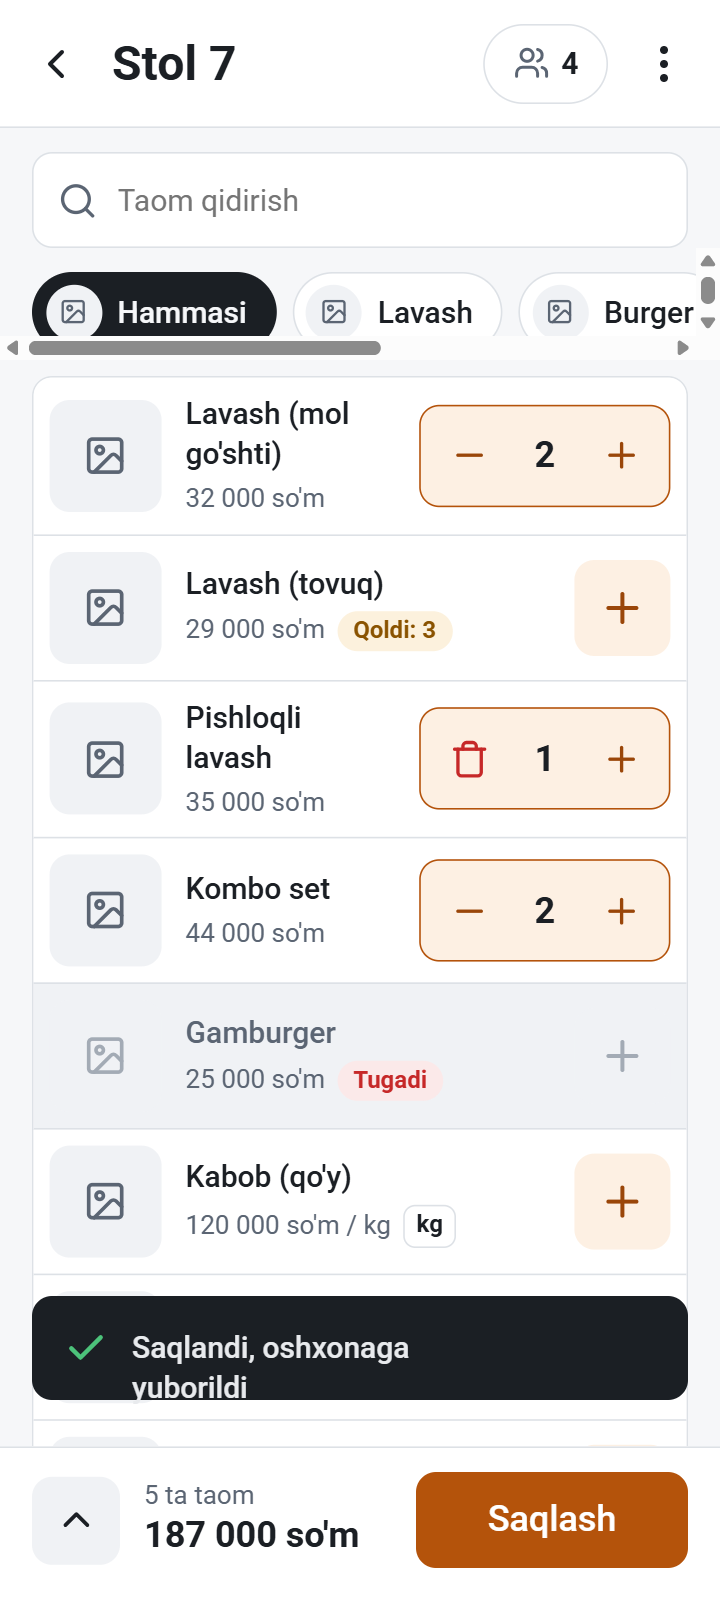 Stol 7
4
Taom qidirish
Hammasi
Lavash
Burger
Lavash (mol
go'shti)
32 000 so'm
2
Lavash (tovuq)
29 000 so'm
Qoldi: 3
Pishloqli
lavash
35 000 so'm
1
Kombo set
44 000 so'm
2
Gamburger
25 000 so'm
Tugadi
Kabob (qo'y)
120 000 so'm / kg
kg
Saqlandi, oshxonaga
yuborildi
5 ta taom
187 000 so'm
Saqlash